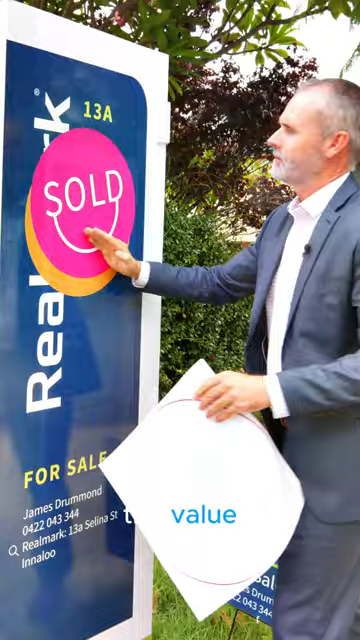 Realmark®
13A
SOLD
FOR SALE
James Drummond
0422 043 344
Realmark: 13a Selina St
Innaloo
value